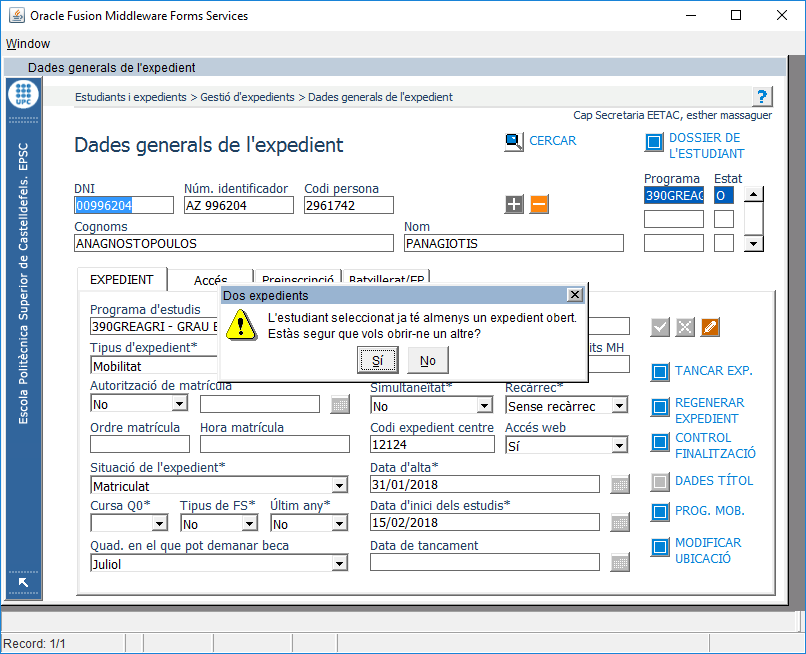 Oracle Fusion Middleware Forms Services
Window
Dades generals de l'expedient
UPC
Escola Politècnica Superior de Castelldefels. EPSC
Estudiants i expedients > Gestió d'expedients > Dades generals de l'expedient
?
Cap Secretaria EETAC, esther massaguer
Dades generals de l'expedient
CERCAR
DOSSIER DE
L'ESTUDIANT
DNI
Núm. identificador
Codi persona
Programa
Estat
00996204
AZ 996204
2961742
390GREAG
O
Cognoms
Nom
ANAGNOSTOPOULOS
PANAGIOTIS
EXPEDIENT
Accés
Preinscripció
Batxillerat/FP
Dos expedients
L'estudiant seleccionat ja té almenys un expedient obert.
Estàs segur que vols obrir-ne un altre?
Sí
No
Programa d'estudis
390GREAGRI - GRAU E
Tipus d'expedient*
its MH
Mobilitat
TANCAR EXP.
Autorització de matrícula
Simultaneïtat*
Recàrrec*
No
No
Sense recàrrec
REGENERAR
EXPEDIENT
Ordre matrícula
Hora matrícula
Codi expedient centre
Accés web
12124
Sí
CONTROL
FINALITZACIÓ
Situació de l'expedient*
Data d'alta*
Matriculat
31/01/2018
DADES TÍTOL
Cursa Q0*
Tipus de FS*
Últim any*
Data d'inici dels estudis*
No
No
15/02/2018
PROG. MOB.
Quad. en el que pot demanar beca
Data de tancament
Juliol
MODIFICAR
UBICACIÓ
Record: 1/1